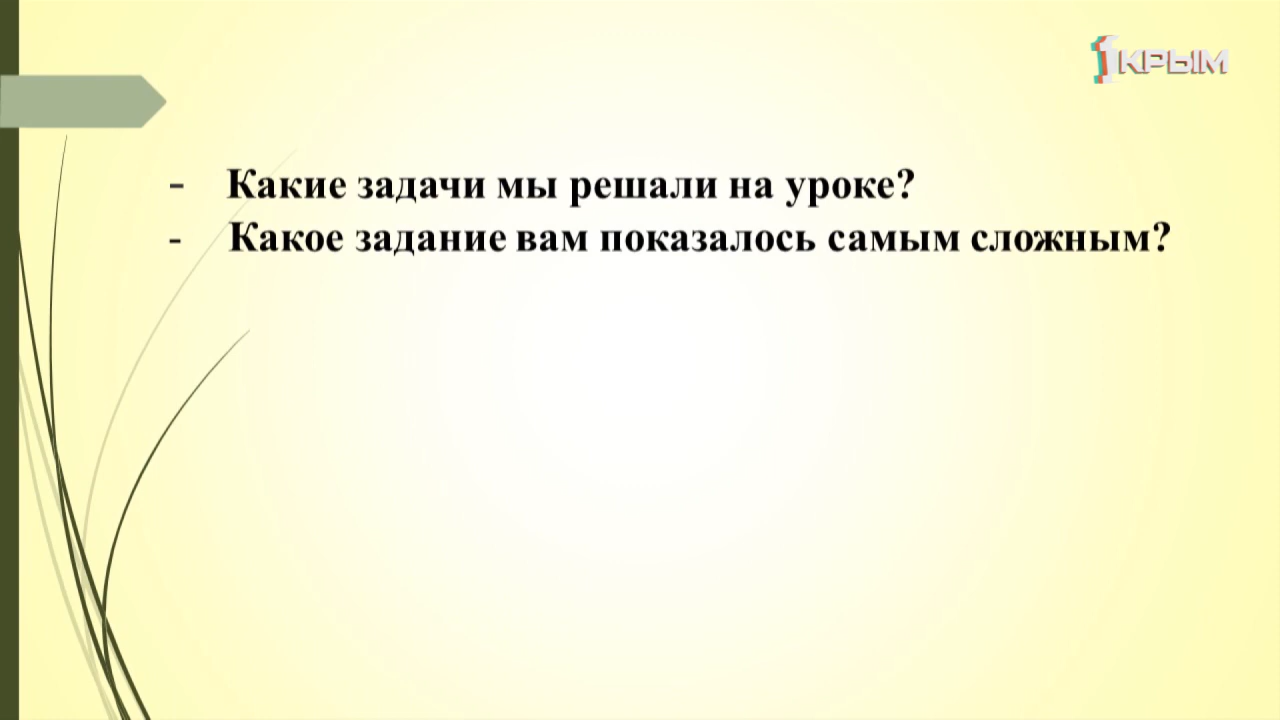 1КРЫМ
- Какие задачи мы решали на уроке?
- Какое задание вам показалось самым сложным?